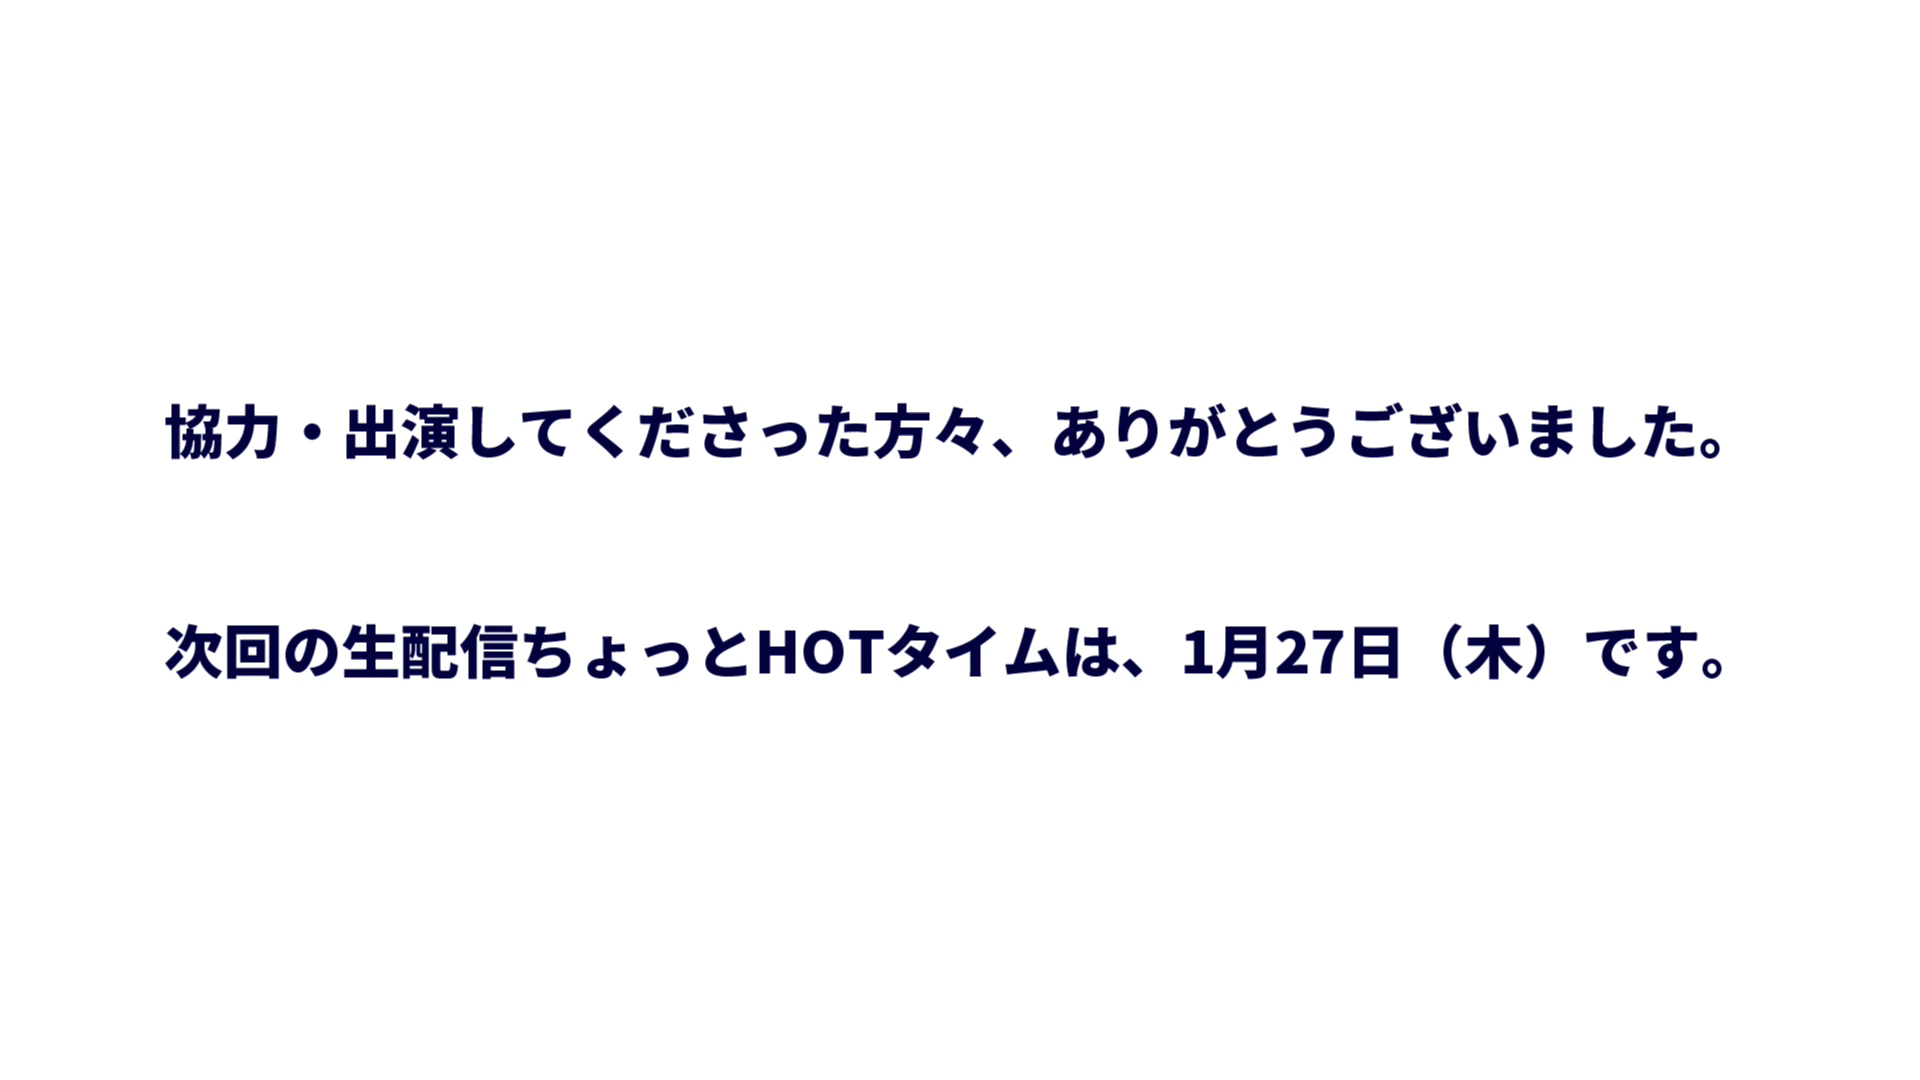 協力・出演してくださった方々、ありがとうございました。
次回の生配信ちょっとHOTタイムは、1月27日（木）です。